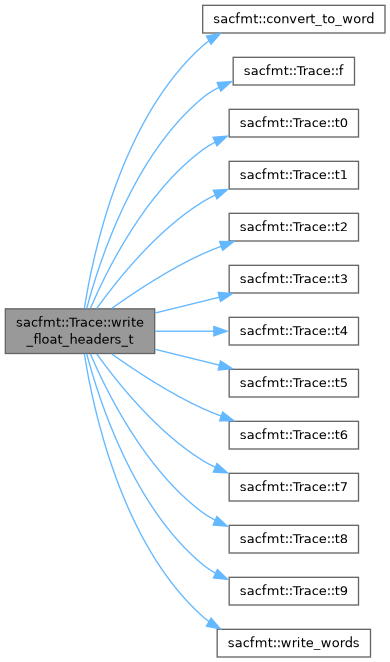 sacfmt::convert_to_word
sacfmt::Trace::f
sacfmt::Trace::t0
sacfmt::Trace::t1
sacfmt::Trace::t2
sacfmt::Trace::t3
sacfmt::Trace::write
_float_headers_t
sacfmt::Trace::t4
sacfmt::Trace::t5
sacfmt::Trace::t6
sacfmt::Trace::t7
sacfmt::Trace::t8
sacfmt::Trace::t9
sacfmt::write_words